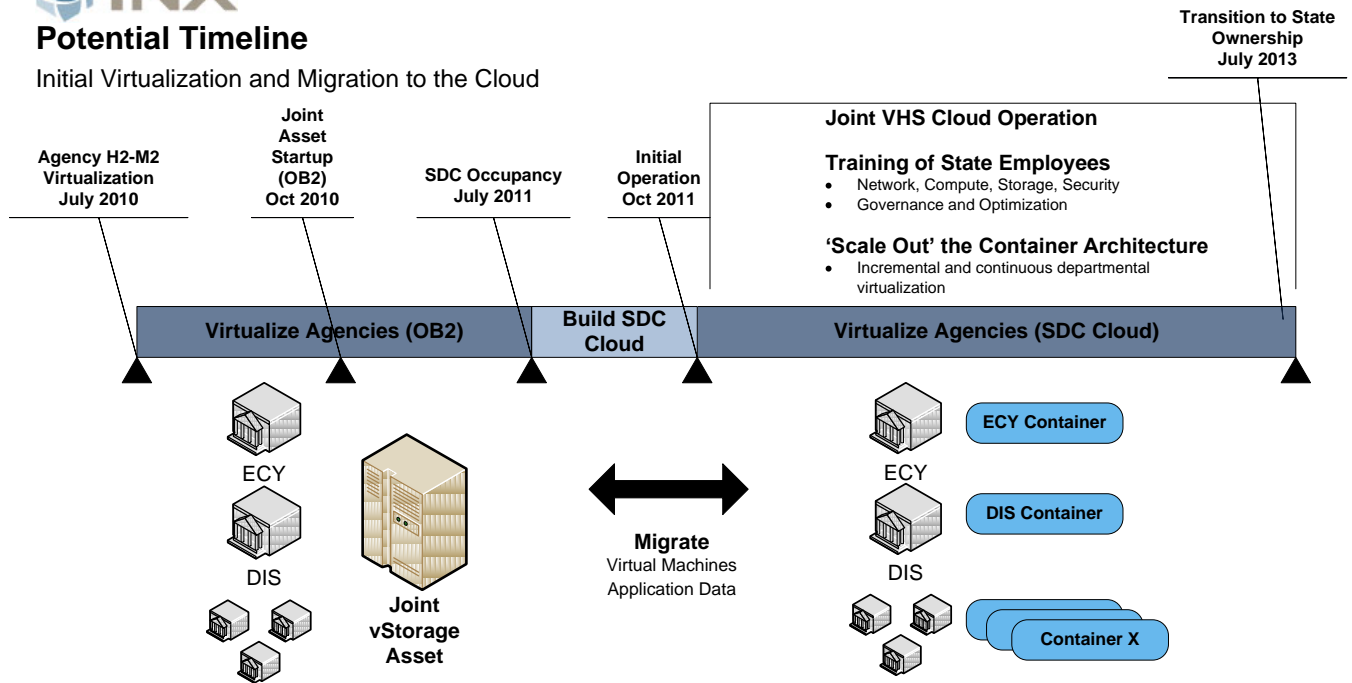 INX
Potential Timeline
Initial Virtualization and Migration to the Cloud
Transition to State
Ownership
July 2013
Agency H2-M2
Virtualization
July 2010
Joint
Asset
Startup
(OB2)
Oct 2010
SDC Occupancy
July 2011
Initial
Operation
Oct 2011
Joint VHS Cloud Operation
Training of State Employees
• Network, Compute, Storage, Security
• Governance and Optimization
‘Scale Out’ the Container Architecture
• Incremental and continuous departmental
virtualization
Virtualize Agencies (OB2)
Build SDC
Cloud
Virtualize Agencies (SDC Cloud)
ECY
DIS
Joint
vStorage
Asset
Migrate
Virtual Machines
Application Data
ECY
ECY Container
DIS
DIS Container
Container X